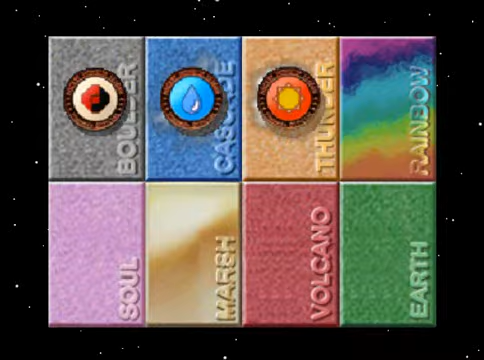 BOULDER
CASCADE
THUNDER
RAINBOW
SOUL
MARSH
VOLCANO
EARTH